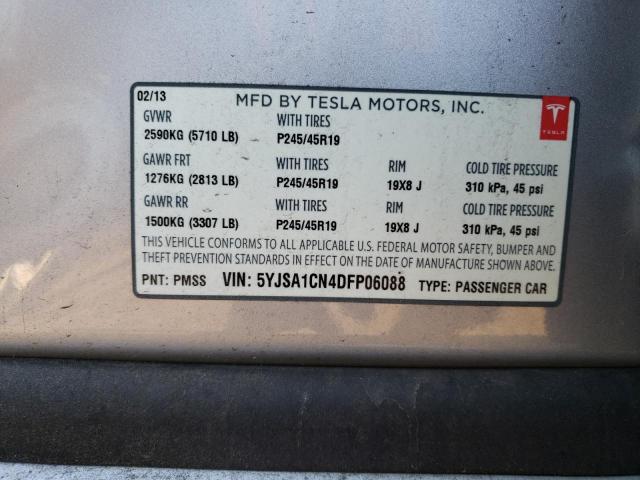 02/13 MFD BY TESLA MOTORS, INC.
GVWR WITH TIRES
2590KG (5710 LB) P245/45R19
TESLA
GAWR FRT WITH TIRES RIM COLD TIRE PRESSURE
1276KG (2813 LB) P245/45R19 19X8 J 310 kPa, 45 psi
GAWR RR WITH TIRES RIM COLD TIRE PRESSURE
1500KG (3307 LB) P245/45R19 19X8 J 310 kPa, 45 psi
THIS VEHICLE CONFORMS TO ALL APPLICABLE U.S. FEDERAL MOTOR SAFETY, BUMPER AND
THEFT PREVENTION STANDARDS IN EFFECT ON THE DATE OF MANUFACTURE SHOWN ABOVE.
PNT: PMSS VIN: 5YJSA1CN4DFP06088 TYPE: PASSENGER CAR